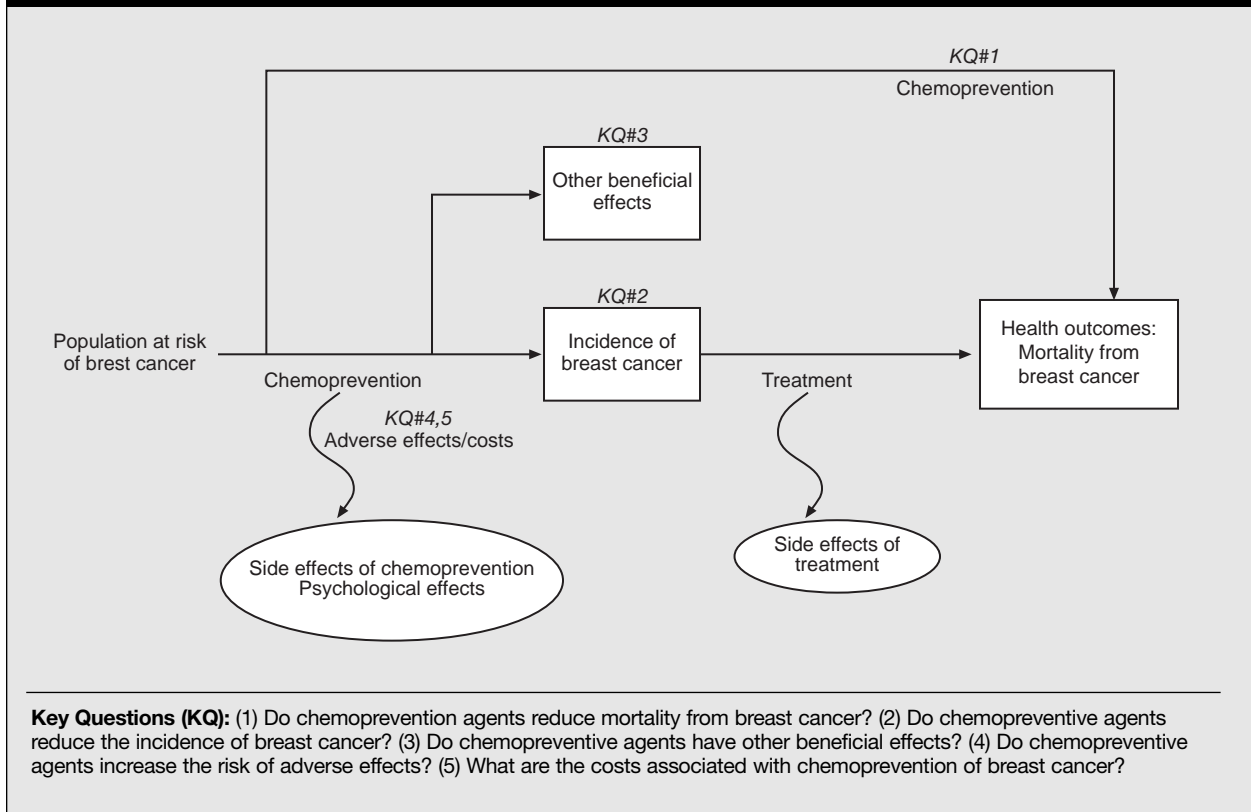 KQ#1
Chemoprevention
KQ#3
Other beneficial
effects
KQ#2
Population at risk
of brest cancer
Incidence of
breast cancer
Health outcomes:
Mortality from
breast cancer
Chemoprevention
Treatment
KQ#4,5
Adverse effects/costs
Side effects of chemoprevention
Psychological effects
Side effects of
treatment
Key Questions (KQ): (1) Do chemoprevention agents reduce mortality from breast cancer? (2) Do chemopreventive agents
reduce the incidence of breast cancer? (3) Do chemopreventive agents have other beneficial effects? (4) Do chemopreventive
agents increase the risk of adverse effects? (5) What are the costs associated with chemoprevention of breast cancer?